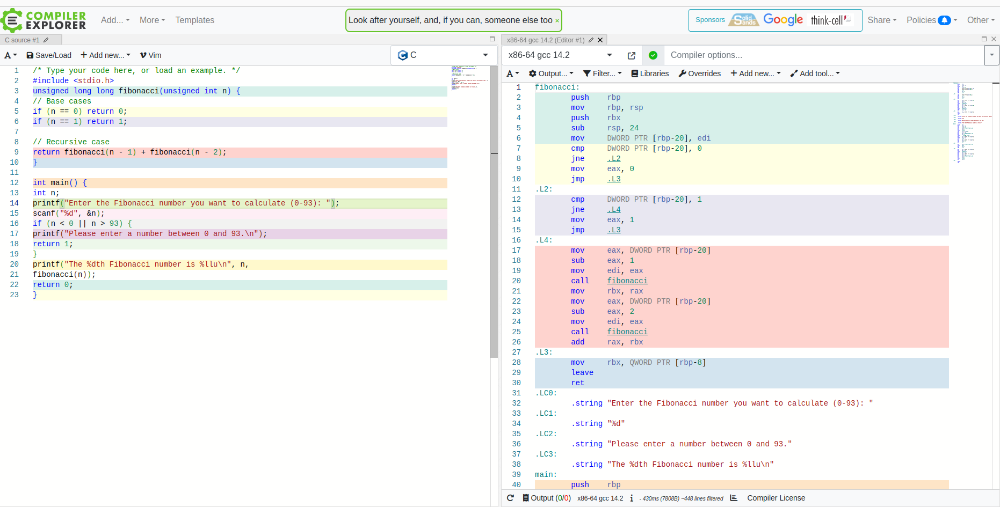 COMPILER
EXPLORER
Add...
More
Templates
Look after yourself, and, if you can, someone else too ×
Sponsors
Solid Sands
Google
think-cell
Share
Policies
Other
C source #1
A
Save/Load
Add new...
Vim
C
1 /* Type your code here, or load an example. */
2 #include <stdio.h>
3 unsigned long long fibonacci(unsigned int n) {
4 // Base cases
5 if (n == 0) return 0;
6 if (n == 1) return 1;
7
8 // Recursive case
9 return fibonacci(n - 1) + fibonacci(n - 2);
10 }
11
12 int main() {
13 int n;
14 printf("Enter the Fibonacci number you want to calculate (0-93): ");
15 scanf("%d", &n);
16 if (n < 0 || n > 93) {
17 printf("Please enter a number between 0 and 93.\n");
18 return 1;
19 }
20 printf("The %dth Fibonacci number is %llu\n", n,
21 fibonacci(n));
22 return 0;
23 }
x86-64 gcc 14.2 (Editor #1)
x86-64 gcc 14.2
Compiler options...
A
Output...
Filter...
Libraries
Overrides
Add new...
Add tool...
1 fibonacci:
2 push rbp
3 mov rbp, rsp
4 push rbx
5 sub rsp, 24
6 mov DWORD PTR [rbp-20], edi
7 cmp DWORD PTR [rbp-20], 0
8 jne .L2
9 mov eax, 0
10 jmp .L3
11 .L2:
12 cmp DWORD PTR [rbp-20], 1
13 jne .L4
14 mov eax, 1
15 jmp .L3
16 .L4:
17 mov eax, DWORD PTR [rbp-20]
18 sub eax, 1
19 mov edi, eax
20 call fibonacci
21 mov rbx, rax
22 mov eax, DWORD PTR [rbp-20]
23 sub eax, 2
24 mov edi, eax
25 call fibonacci
26 add rax, rbx
27 .L3:
28 mov rbx, QWORD PTR [rbp-8]
29 leave
30 ret
31 .LC0:
32 .string "Enter the Fibonacci number you want to calculate (0-93): "
33 .LC1:
34 .string "%d"
35 .LC2:
36 .string "Please enter a number between 0 and 93."
37 .LC3:
38 .string "The %dth Fibonacci number is %llu\n"
39 main:
40 push rbp
Output (0/0)
x86-64 gcc 14.2
i
- 430ms (7808B) ~448 lines filtered
Compiler License